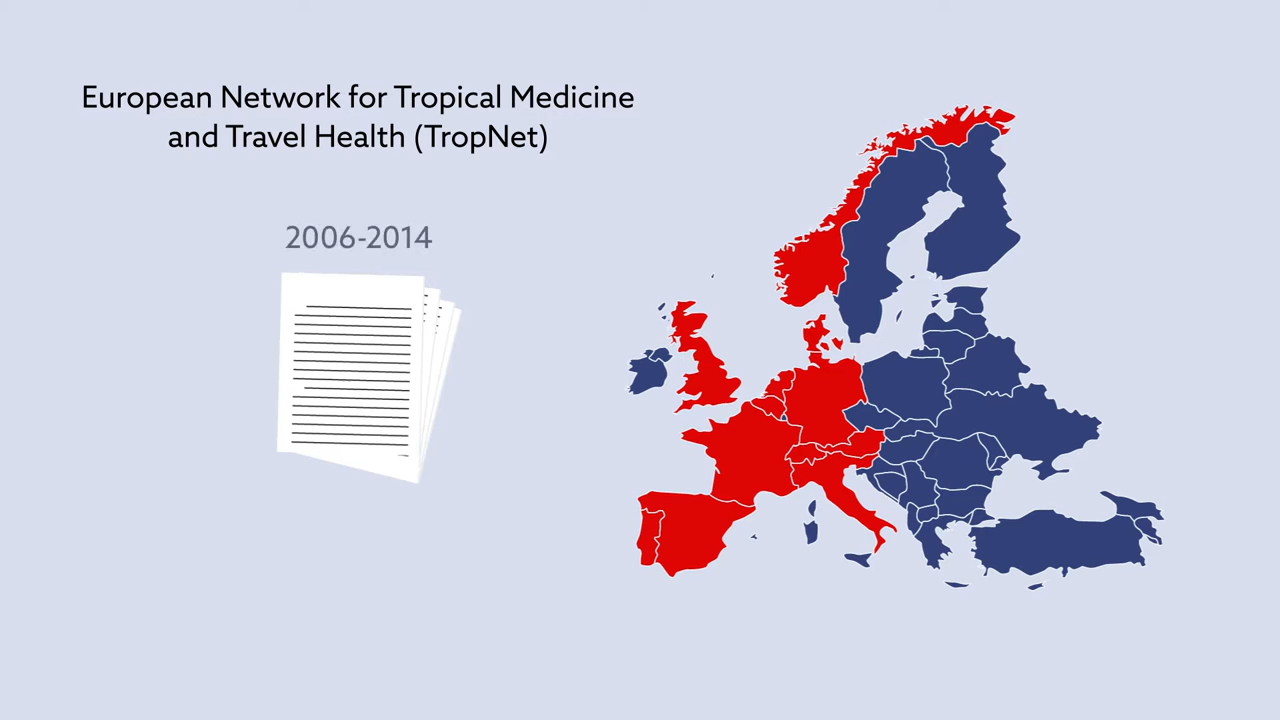 European Network for Tropical Medicine
and Travel Health (TropNet)
2006-2014